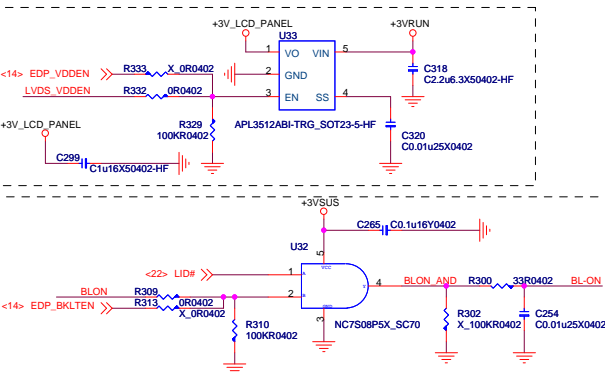 +3V_LCD_PANEL
U33
+3VRUN
1 VO VIN 5
<14> EDP_VDDEN R333 X_0R0402
2 GND
C318
C2.2u6.3X50402-HF
LVDS_VDDEN R332 0R0402
3 EN SS 4
R329
100KR0402
APL3512ABI-TRG_SOT23-5-HF
+3V_LCD_PANEL
C320
C0.01u25X0402
C299
C1u16X50402-HF
+3VSUS
C265 C0.1u16Y0402
U32
5
VCC
<22> LID# 1 A
BLON R309 0R0402
2 B
Y 4 BLON_AND R300 33R0402 BL-ON
<14> EDP_BKLTEN R313 X_0R0402
GND
3
R310
100KR0402
NC7S08P5X_SC70
R302
X_100KR0402
C254
C0.01u25X0402